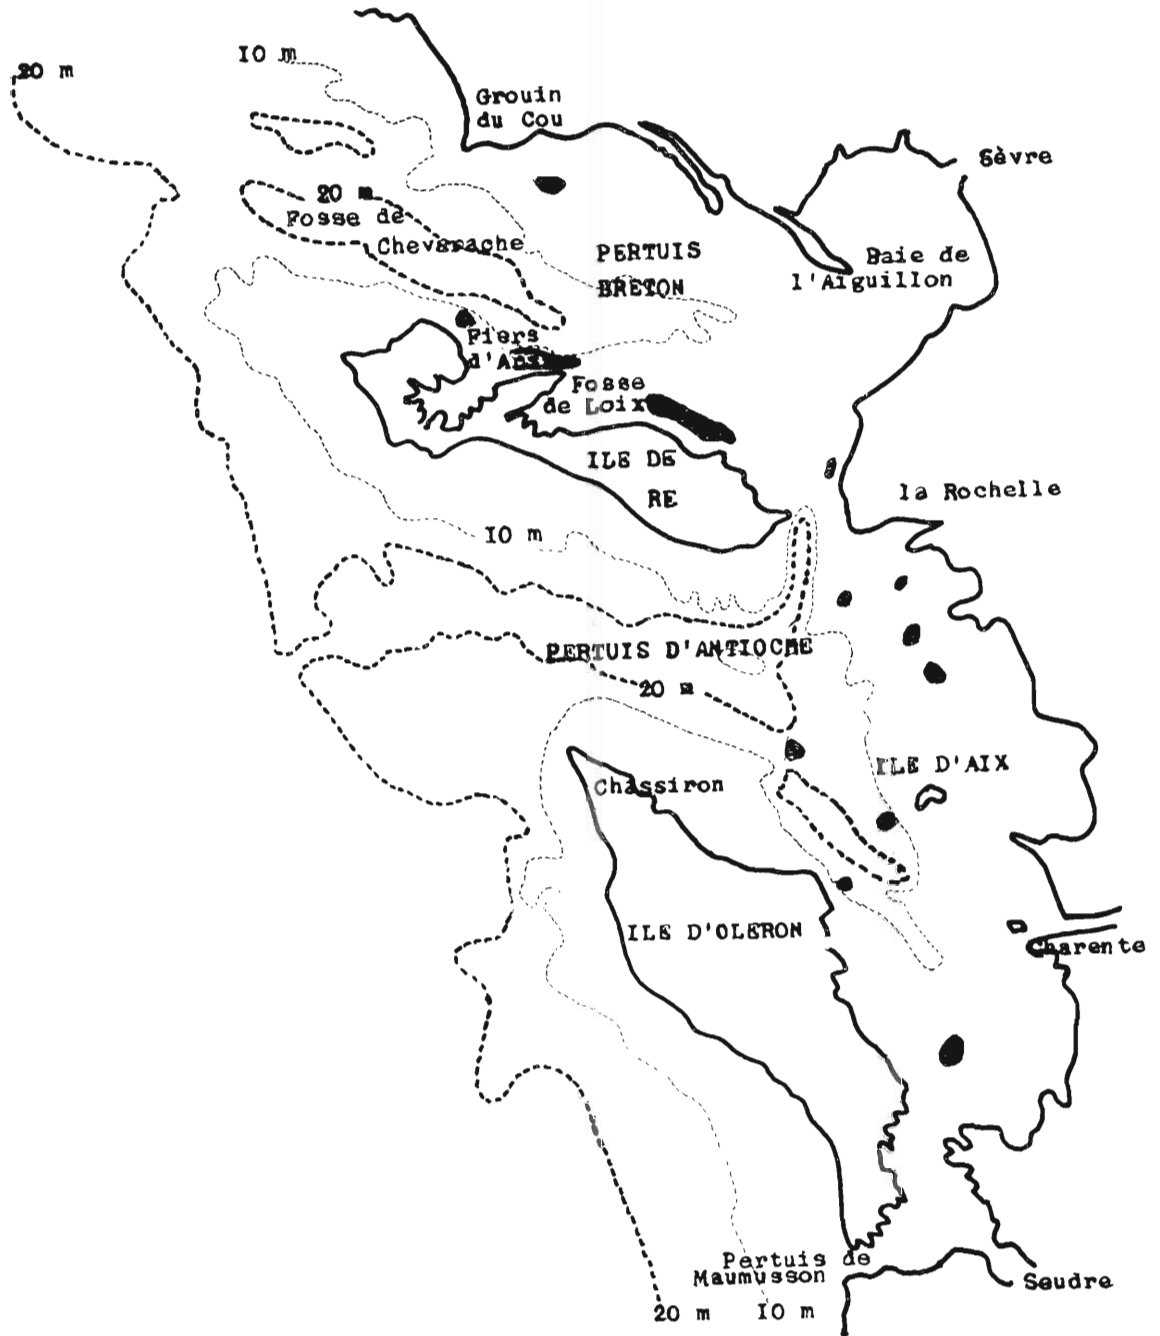 10 m
20 m
Grouin
du Cou
Sèvre
20 m
Fosse de
Chevarache
PERTUIS
BRETON
Baie de
l'Aiguillon
Fiers
Fosse
de Loix
ILE DE
RE
la Rochelle
10 m
PERTUIS D'ANTIOCHE
20 m
ILE D'AIX
Chassiron
ILE D'OLERON
Charente
Pertuis de
Maumusson
Seudre
20 m 10 m